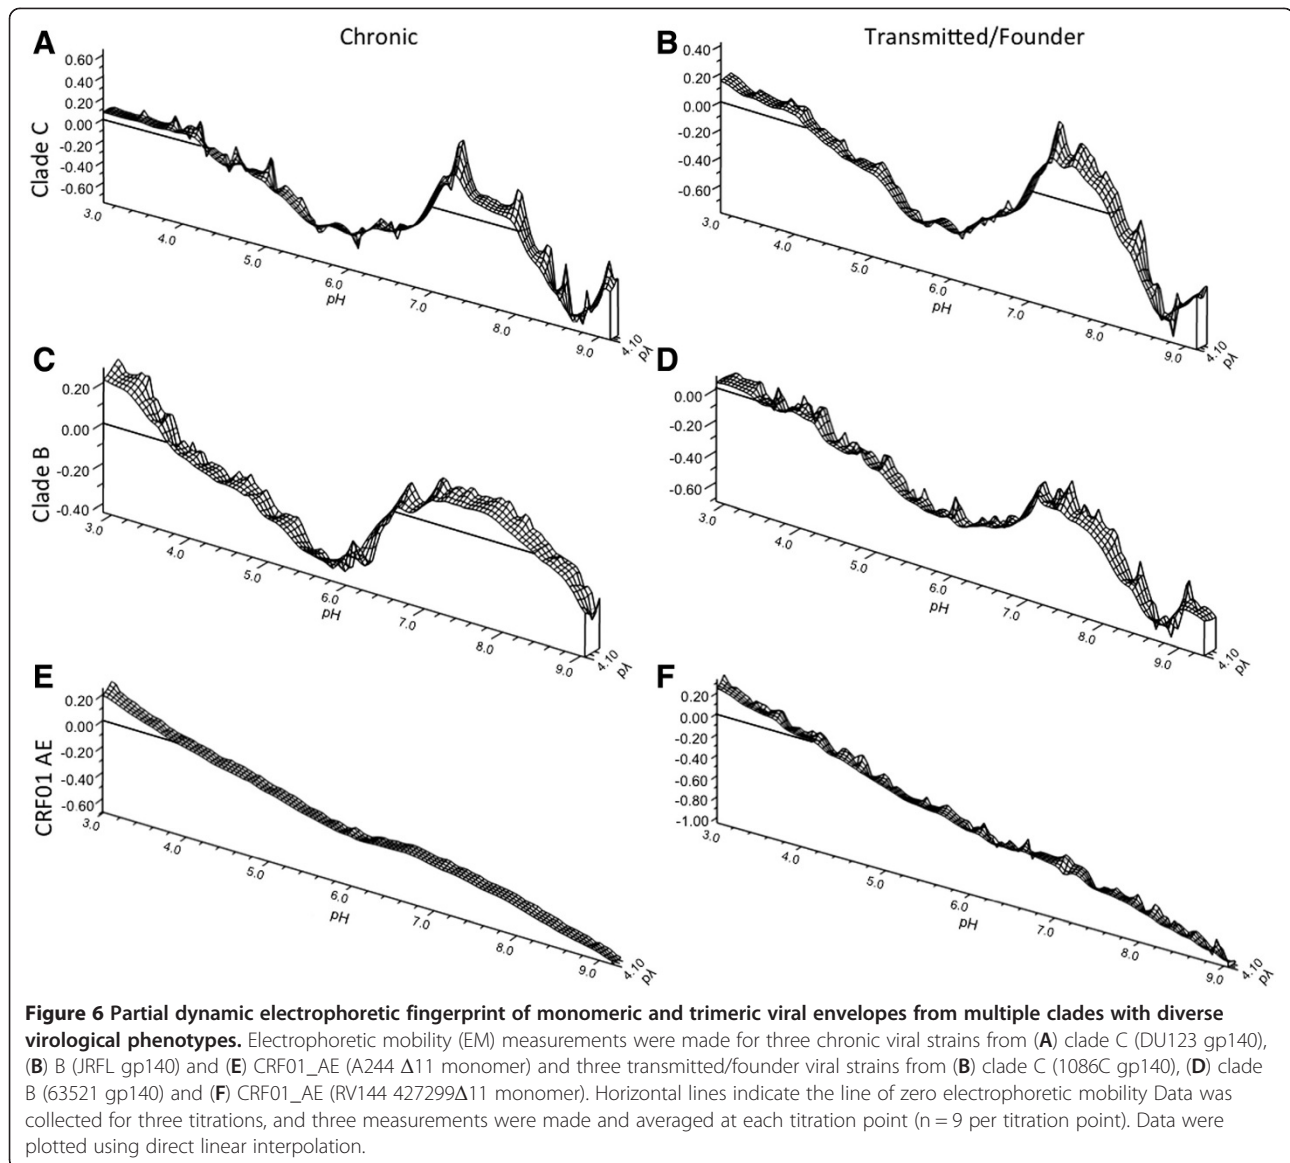 Chronic
Transmitted/Founder
A
0.60
0.40
0.20
0.00
-0.20
-0.40
-0.60
Clade C
3.0
4.0
5.0
6.0
7.0
8.0
9.0
pH
4.10
pλ
B
0.40
0.20
0.00
-0.20
-0.40
-0.60
3.0
4.0
5.0
6.0
7.0
8.0
9.0
pH
4.10
pλ
C
0.20
0.00
-0.20
-0.40
Clade B
3.0
4.0
5.0
6.0
7.0
8.0
9.0
pH
4.10
pλ
D
0.00
-0.20
-0.40
-0.60
3.0
4.0
5.0
6.0
7.0
8.0
9.0
pH
4.10
pλ
E
0.20
0.00
-0.20
-0.40
-0.60
CRF01 AE
3.0
4.0
5.0
6.0
7.0
8.0
9.0
pH
4.10
pλ
F
0.20
0.00
-0.20
-0.40
-0.60
-0.80
-1.00
3.0
4.0
5.0
6.0
7.0
8.0
9.0
pH
4.10
pλ
Figure 6 Partial dynamic electrophoretic fingerprint of monomeric and trimeric viral envelopes from multiple clades with diverse
virological phenotypes. Electrophoretic mobility (EM) measurements were made for three chronic viral strains from (A) clade C (DU123 gp140),
(B) B (JRFL gp140) and (E) CRF01_AE (A244 Δ11 monomer) and three transmitted/founder viral strains from (B) clade C (1086C gp140), (D) clade
B (63521 gp140) and (F) CRF01_AE (RV144 427299Δ11 monomer). Horizontal lines indicate the line of zero electrophoretic mobility Data was
collected for three titrations, and three measurements were made and averaged at each titration point (n = 9 per titration point). Data were
plotted using direct linear interpolation.